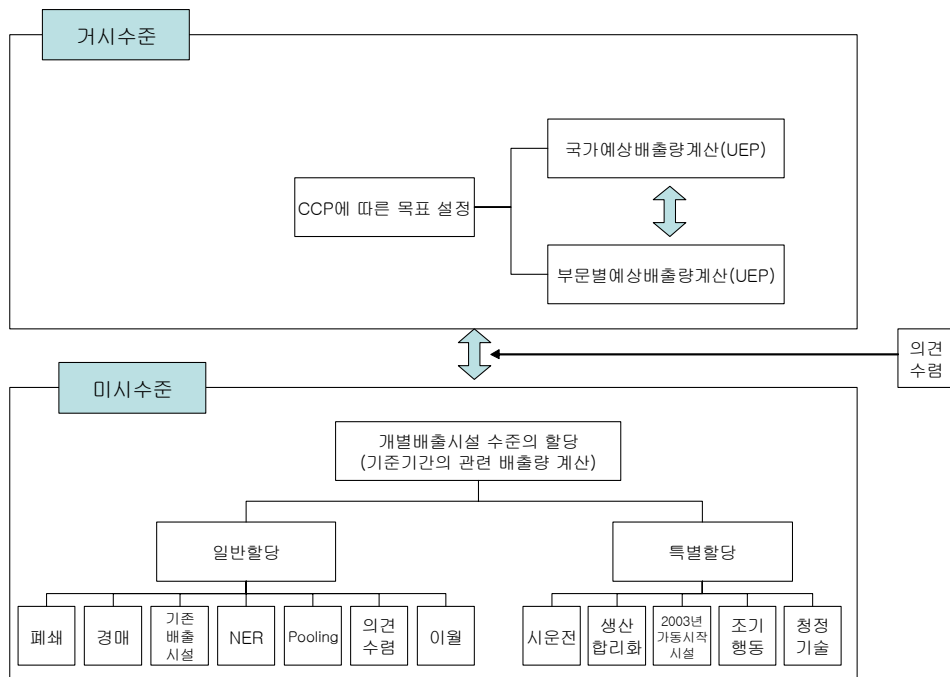 거시수준
국가예상배출량계산(UEP)
CCP에 따른 목표 설정
부문별예상배출량계산(UEP)
의견
수렴
미시수준
개별배출시설 수준의 할당
(기준기간의 관련 배출량 계산)
일반할당
특별할당
폐쇄
경매
기존
배출
시설
NER
Pooling
의견
수렴
이월
시운전
생산
합리화
2003년
가동시작
시설
조기
행동
청정
기술